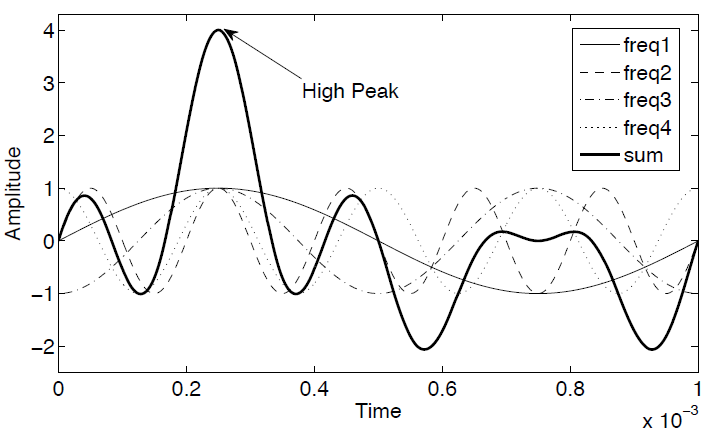 4
3
2
1
0
−1
−2
Amplitude
High Peak
freq1
freq2
freq3
freq4
sum
0
0.2
0.4
0.6
0.8
1
Time
x 10⁻³